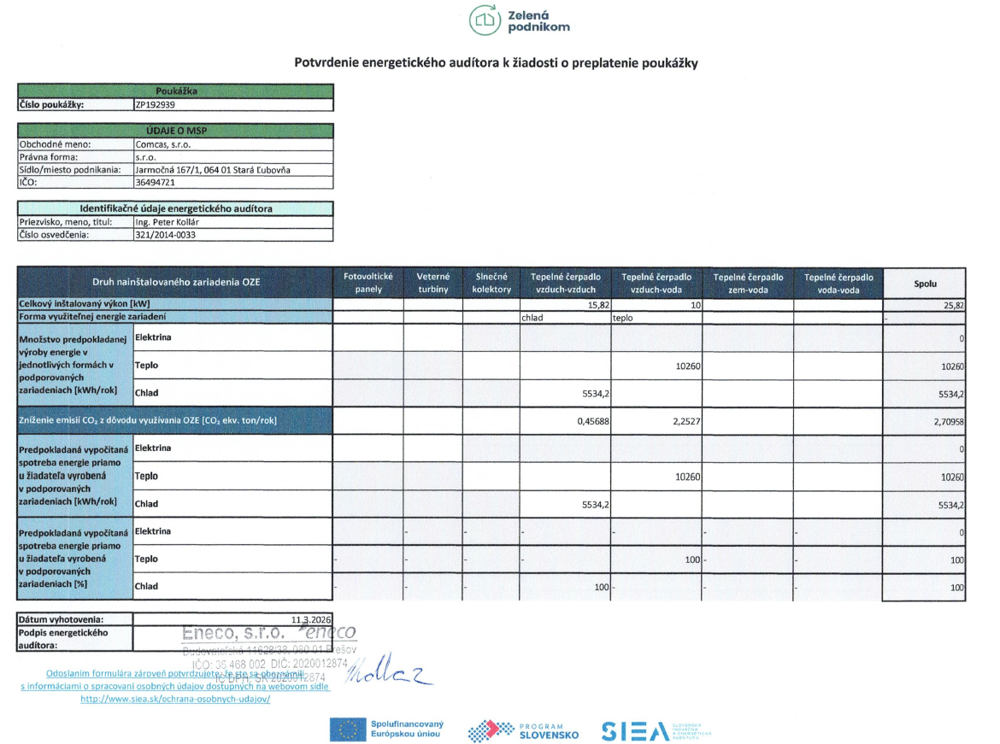 Zelená
podnikom
Potvrdenie energetického audítora k žiadosti o preplatenie poukážky
Poukážka
Číslo poukážky: ZP192939
ÚDAJE O MSP
Obchodné meno: Comcas, s.r.o.
Právna forma: s.r.o.
Sídlo/miesto podnikania: Jarmočná 167/1, 064 01 Stará Ľubovňa
IČO: 36494721
Identifikačné údaje energetického audítora
Priezvisko, meno, titul: Ing. Peter Kollár
Číslo osvedčenia: 321/2014-0033
Druh nainštalovaného zariadenia OZE Fotovoltické panely Veterné turbíny Slnečné kolektory Tepelné čerpadlo vzduch-vzduch Tepelné čerpadlo vzduch-voda Tepelné čerpadlo zem-voda Tepelné čerpadlo voda-voda Spolu
Celkový inštalovaný výkon [kW] 15,82 10 25,82
Forma využiteľnej energie zariadení chlad teplo -
Množstvo predpokladanej
výroby energie v
jednotlivých formách v
podporovaných
zariadeniach [kWh/rok]
Elektrina 0
Teplo 10260 10260
Chlad 5534,2 5534,2
Zníženie emisií CO₂ z dôvodu využívania OZE [CO₂ ekv. ton/rok] 0,45688 2,2527 2,70958
Predpokladaná vypočítaná
spotreba energie priamo
u žiadateľa vyrobená
v podporovaných
zariadeniach [kWh/rok]
Elektrina 0
Teplo 10260 10260
Chlad 5534,2 5534,2
Predpokladaná vypočítaná
spotreba energie priamo
u žiadateľa vyrobená
v podporovaných
zariadeniach [%]
Elektrina - - - - - - 0
Teplo - - - - 100 - - 100
Chlad - - - 100 - - - 100
Dátum vyhotovenia: 11.3.2026
Podpis energetického
audítora:
Eneco, s.r.o. eneco
Budovateľská 11628/38, 080 01 Prešov
IČO: 36 468 002 DIČ: 2020012874
IČ DPH: SK 2020012874
Odoslaním formulára zároveň potvrdzujete, že ste sa oboznámili
s informáciami o spracovaní osobných údajov dostupných na webovom sídle
http://www.siea.sk/ochrana-osobnych-udajov/
Spolufinancovaný
Európskou úniou
PROGRAM
SLOVENSKO
SIEA
SLOVENSKÁ
INOVAČNÁ
A ENERGETICKÁ
AGENTÚRA